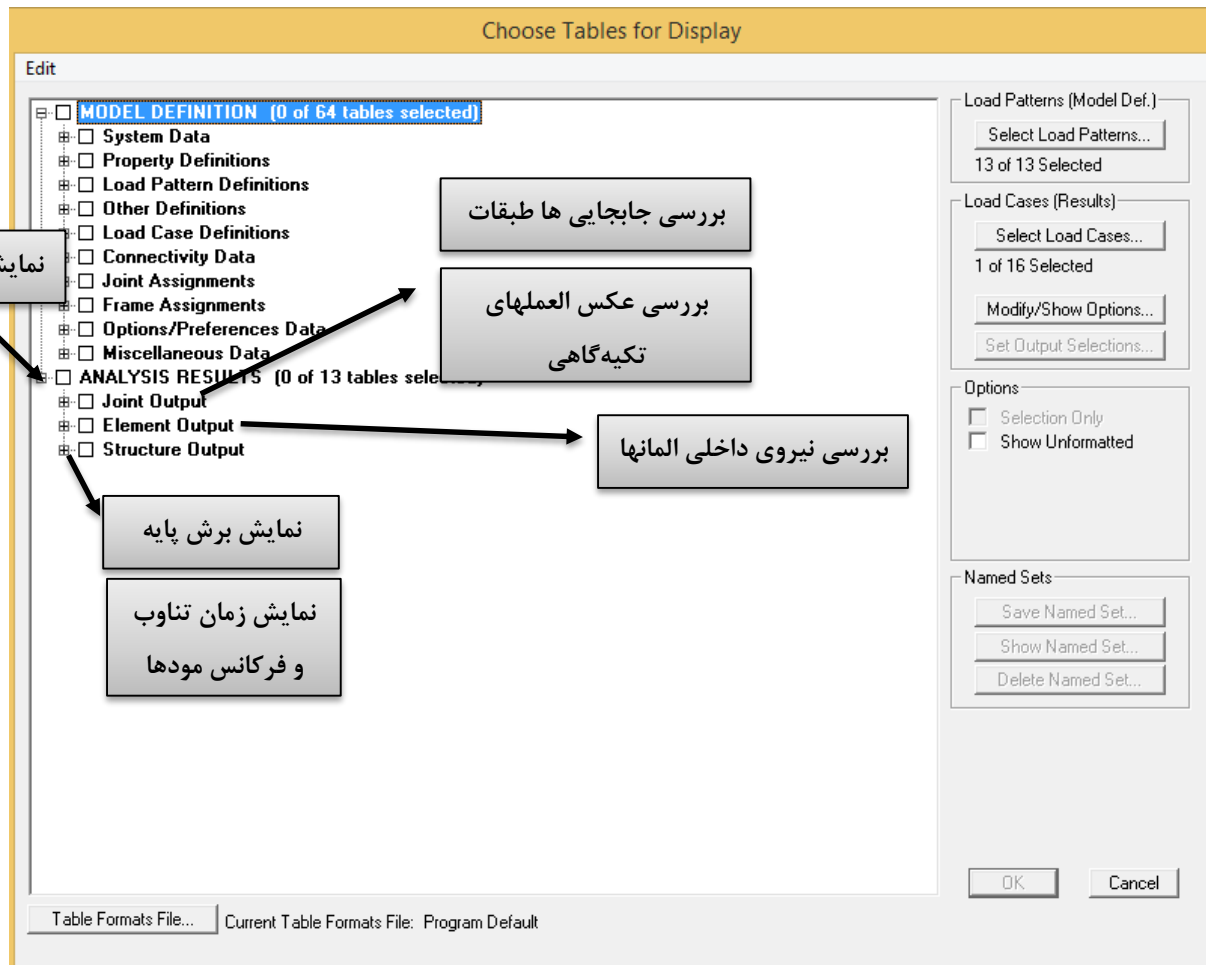 Choose Tables for Display
Edit
MODEL DEFINITION (0 of 64 tables selected)
System Data
Property Definitions
Load Pattern Definitions
Other Definitions
Load Case Definitions
Connectivity Data
Joint Assignments
Frame Assignments
Options/Preferences Data
Miscellaneous Data
ANALYSIS RESULTS (0 of 13 tables selected)
Joint Output
Element Output
Structure Output
بررسی جابجایی ها طبقات
بررسی عکس العملهای
تکیه‌گاهی
بررسی نیروی داخلی المانها
نمایش برش پایه
نمایش زمان تناوب
و فرکانس مودها
Load Patterns (Model Def.)
Select Load Patterns...
13 of 13 Selected
Load Cases (Results)
Select Load Cases...
1 of 16 Selected
Modify/Show Options...
Set Output Selections...
Options
Selection Only
Show Unformatted
Named Sets
Save Named Set...
Show Named Set...
Delete Named Set...
OK
Cancel
Table Formats File...
Current Table Formats File: Program Default